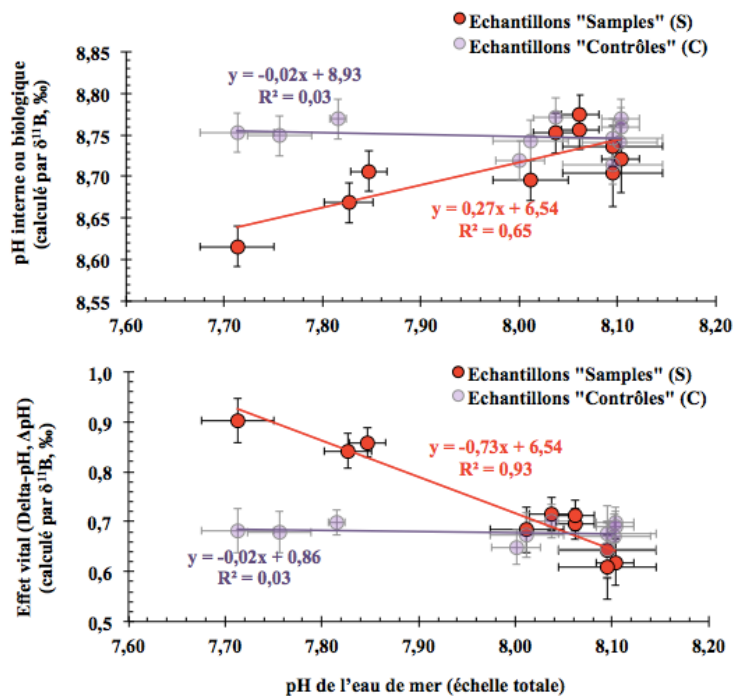 Echantillons "Samples" (S)
Echantillons "Contrôles" (C)
8,85
8,80
8,75
8,70
8,65
8,60
8,55
pH interne ou biologique
(calculé par δ¹¹B, ‰)
y = -0,02x + 8,93
R² = 0,03
y = 0,27x + 6,54
R² = 0,65
7,60 7,70 7,80 7,90 8,00 8,10 8,20
Echantillons "Samples" (S)
Echantillons "Contrôles" (C)
1,0
0,9
0,8
0,7
0,6
0,5
Effet vital (Delta-pH, ΔpH)
(calculé par δ¹¹B, ‰)
y = -0,73x + 6,54
R² = 0,93
y = -0,02x + 0,86
R² = 0,03
7,60 7,70 7,80 7,90 8,00 8,10 8,20
pH de l'eau de mer (échelle totale)